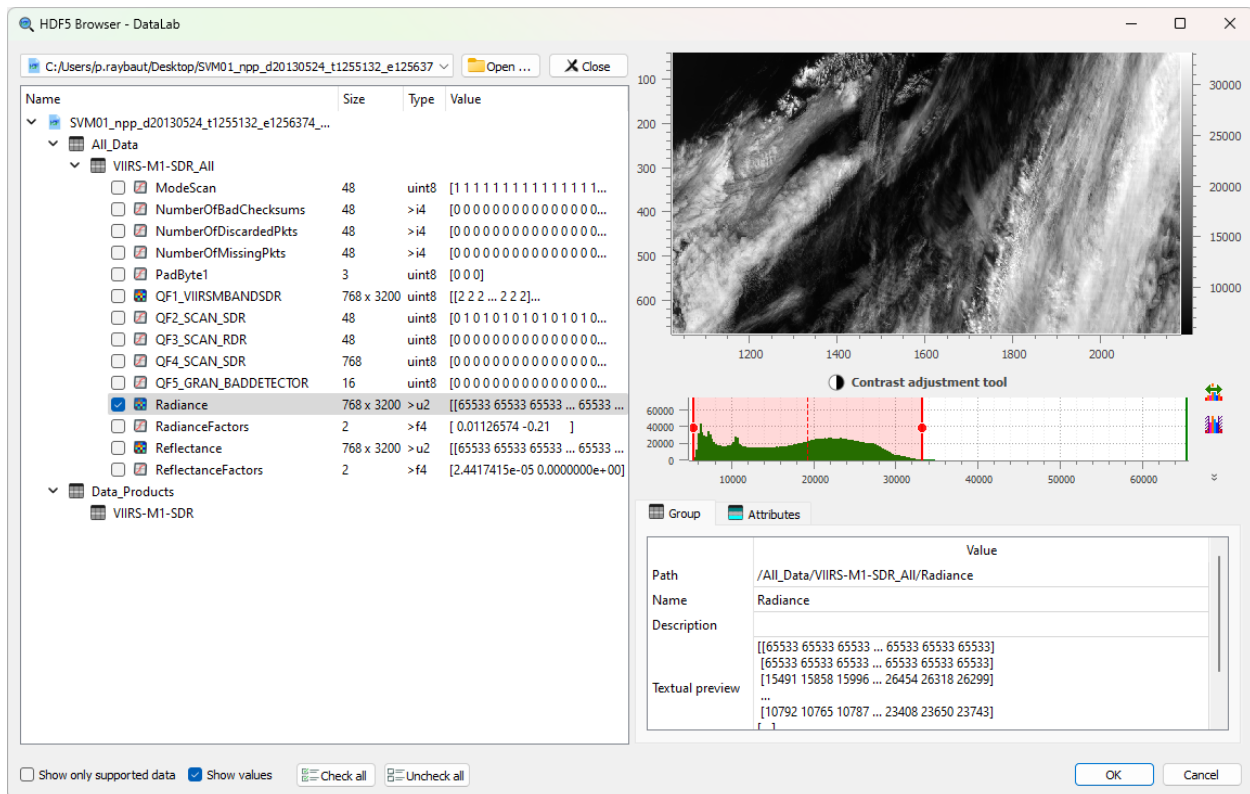 HDF5 Browser - DataLab
C:/Users/p.raybaut/Desktop/SVM01_npp_d20130524_t1255132_e125637
Open ...
Close
Name Size Type Value
SVM01_npp_d20130524_t1255132_e1256374_...
All_Data
VIIRS-M1-SDR_All
ModeScan 48 uint8 [1 1 1 1 1 1 1 1 1 1 1 1 1 1 1...
NumberOfBadChecksums 48 >i4 [0 0 0 0 0 0 0 0 0 0 0 0 0 0 0...
NumberOfDiscardedPkts 48 >i4 [0 0 0 0 0 0 0 0 0 0 0 0 0 0 0...
NumberOfMissingPkts 48 >i4 [0 0 0 0 0 0 0 0 0 0 0 0 0 0 0...
PadByte1 3 uint8 [0 0 0]
QF1_VIIRSMBANDSDR 768 x 3200 uint8 [[2 2 2 ... 2 2 2]...
QF2_SCAN_SDR 48 uint8 [0 1 0 1 0 1 0 1 0 1 0 1 0 1 0...
QF3_SCAN_RDR 48 uint8 [0 0 0 0 0 0 0 0 0 0 0 0 0 0 0...
QF4_SCAN_SDR 768 uint8 [0 0 0 0 0 0 0 0 0 0 0 0 0 0 0...
QF5_GRAN_BADDETECTOR 16 uint8 [0 0 0 0 0 0 0 0 0 0 0 0 0 0 0...
Radiance 768 x 3200 >u2 [[65533 65533 65533 ... 65533 ...
RadianceFactors 2 >f4 [ 0.01126574 -0.21 ]
Reflectance 768 x 3200 >u2 [[65533 65533 65533 ... 65533 ...
ReflectanceFactors 2 >f4 [2.4417415e-05 0.0000000e+00]
Data_Products
VIIRS-M1-SDR
100
200
300
400
500
600
1200 1400 1600 1800 2000
30000
25000
20000
15000
10000
Contrast adjustment tool
60000
40000
20000
0
10000 20000 30000 40000 50000 60000
Group
Attributes
Value
Path /All_Data/VIIRS-M1-SDR_All/Radiance
Name Radiance
Description
Textual preview
[[65533 65533 65533 ... 65533 65533 65533]
[65533 65533 65533 ... 65533 65533 65533]
[15491 15858 15996 ... 26454 26318 26299]
...
[10792 10765 10787 ... 23408 23650 23743]
Show only supported data
Show values
Check all
Uncheck all
OK
Cancel